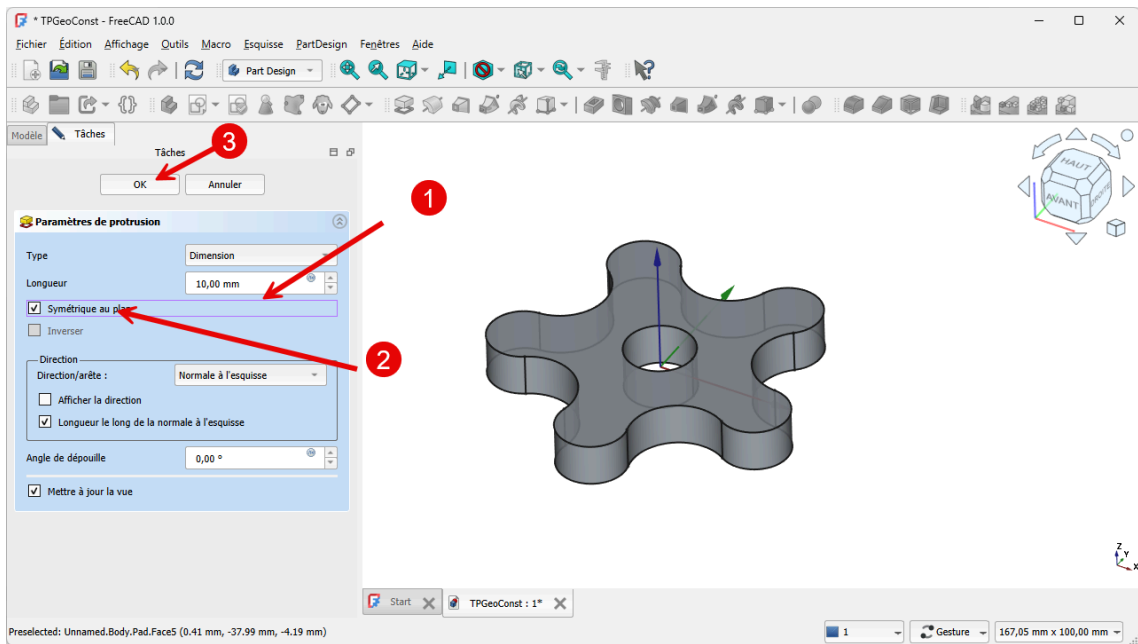 * TPGeoConst - FreeCAD 1.0.0
Fichier Édition Affichage Outils Macro Esquisse PartDesign Fenêtres Aide
Part Design
Modèle Tâches
Tâches
3
OK Annuler
1
Paramètres de protrusion
Type Dimension
Longueur 10,00 mm
Symétrique au plan
Inverser
2
Direction
Direction/arête : Normale à l'esquisse
Afficher la direction
Longueur le long de la normale à l'esquisse
Angle de dépouille 0,00 °
Mettre à jour la vue
HAUT
AVANT
DROITE
Z
Y
X
Start TPGeoConst : 1*
Preselected: Unnamed.Body.Pad.Face5 (0.41 mm, -37.99 mm, -4.19 mm)
1 Gesture 167,05 mm x 100,00 mm